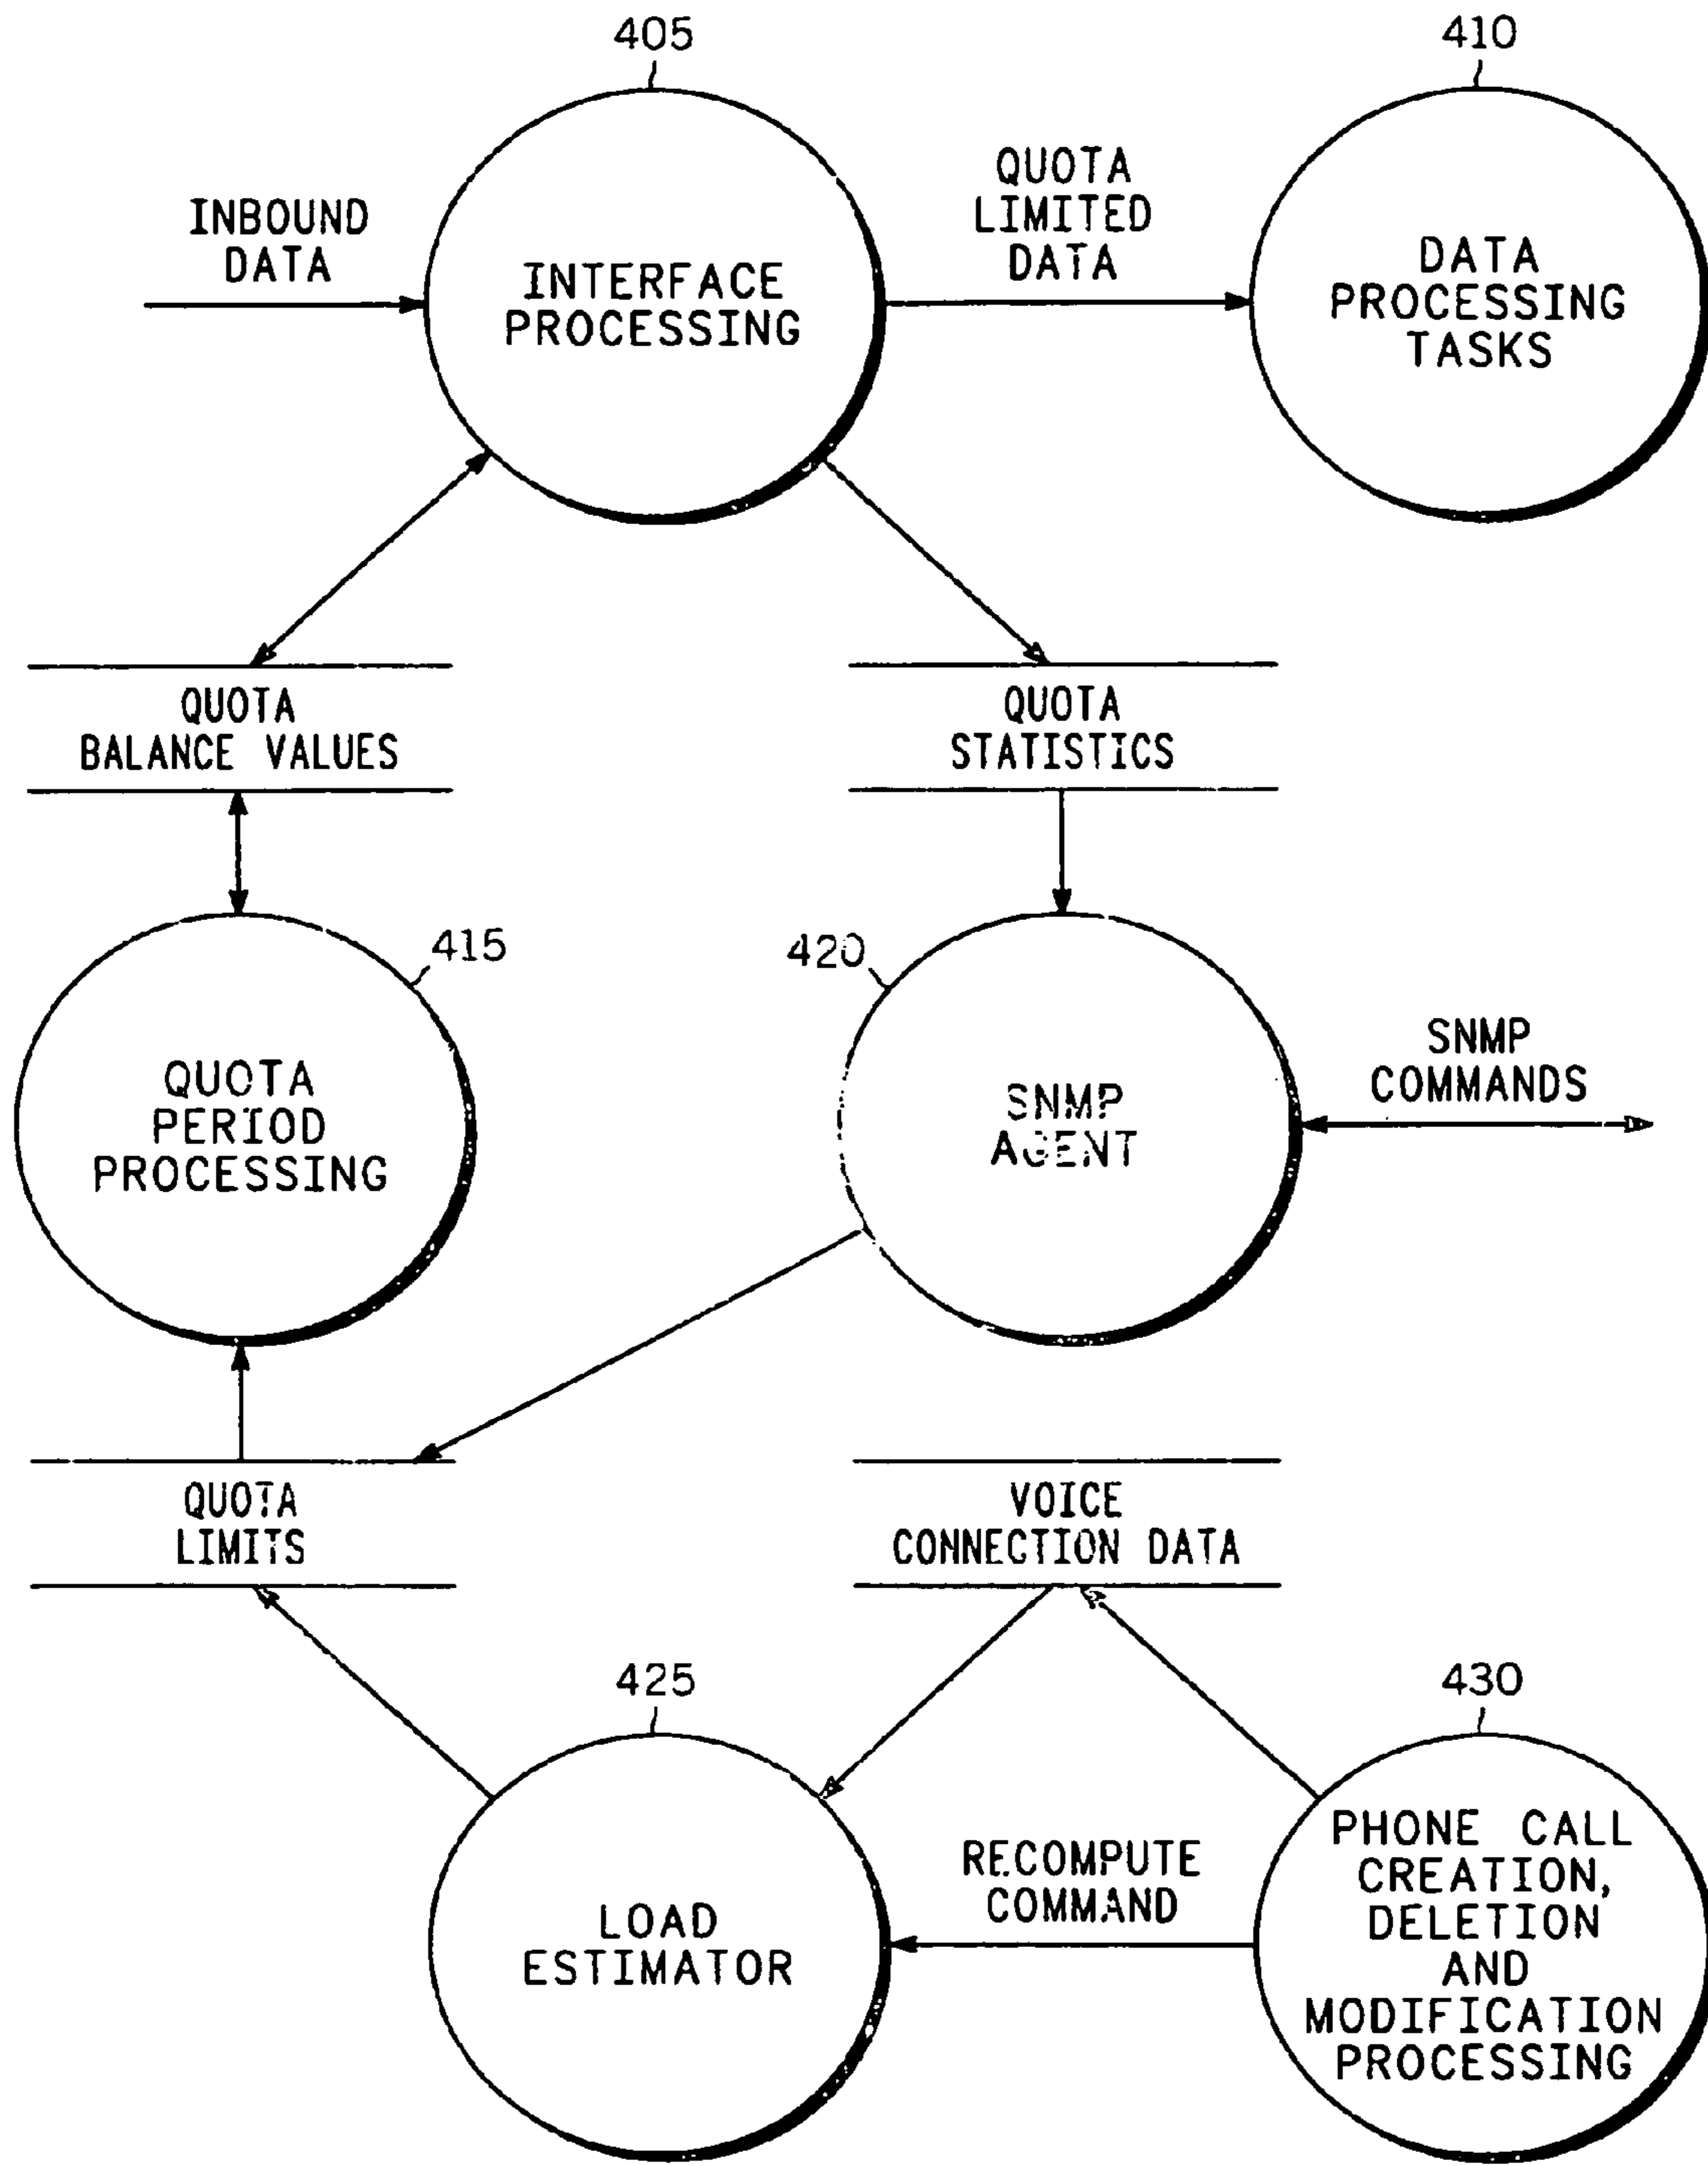 405
410
INBOUND
DATA
QUOTA
LIMITED
DATA
INTERFACE
PROCESSING
DATA
PROCESSING
TASKS
QUOTA
BALANCE VALUES
QUOTA
STATISTICS
415
420
QUOTA
PERIOD
PROCESSING
SNMP
AGENT
SNMP
COMMANDS
QUOTA
LIMITS
VOICE
CONNECTION DATA
425
430
LOAD
ESTIMATOR
RECOMPUTE
COMMAND
PHONE CALL
CREATION,
DELETION
AND
MODIFICATION
PROCESSING